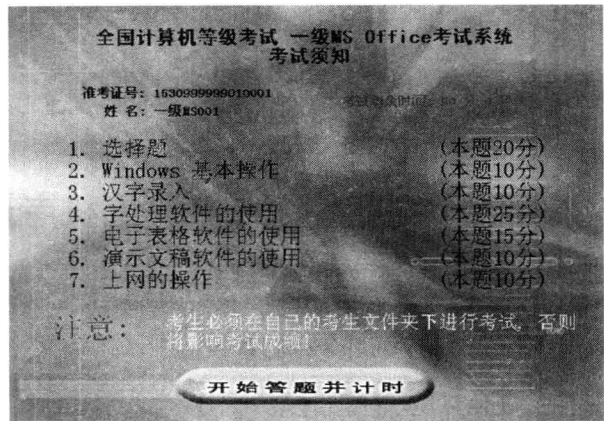 全国计算机等级考试 一级MS Office考试系统
考试须知
准考证号: 1530999999010001
姓 名: 一级MS001
1. 选择题 (本题20分)
2. Windows 基本操作 (本题10分)
3. 汉字录入 (本题10分)
4. 字处理软件的使用 (本题25分)
5. 电子表格软件的使用 (本题15分)
6. 演示文稿软件的使用 (本题10分)
7. 上网的操作 (本题10分)
注意: 考生必须在自己的考生文件夹下进行考试, 否则
将影响考试成绩!
开始答题并计时